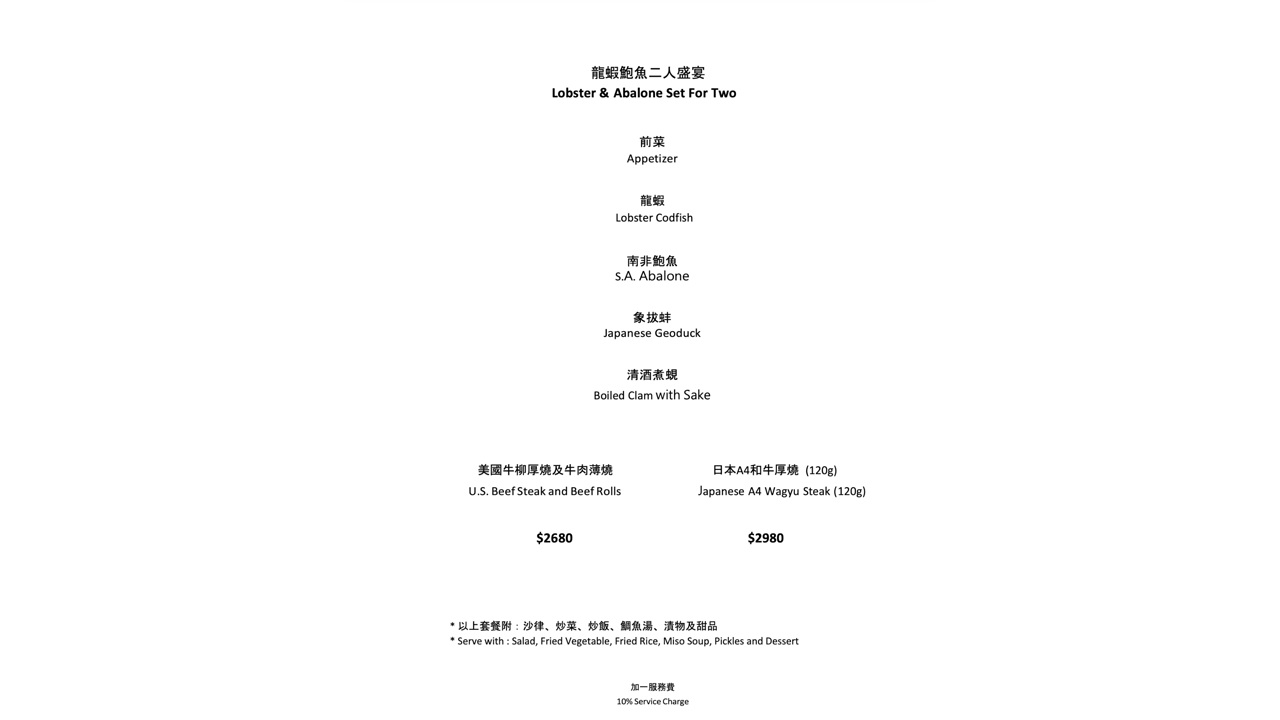 龍蝦鮑魚二人盛宴
Lobster & Abalone Set For Two
前菜
Appetizer
龍蝦
Lobster Codfish
南非鮑魚
S.A. Abalone
象拔蚌
Japanese Geoduck
清酒煮蜆
Boiled Clam with Sake
美國牛柳厚燒及牛肉薄燒
U.S. Beef Steak and Beef Rolls
$2680
日本A4和牛厚燒 (120g)
Japanese A4 Wagyu Steak (120g)
$2980
* 以上套餐附﹕沙律、炒菜、炒飯、鯛魚湯、漬物及甜品
* Serve with : Salad, Fried Vegetable, Fried Rice, Miso Soup, Pickles and Dessert
加一服務費
10% Service Charge